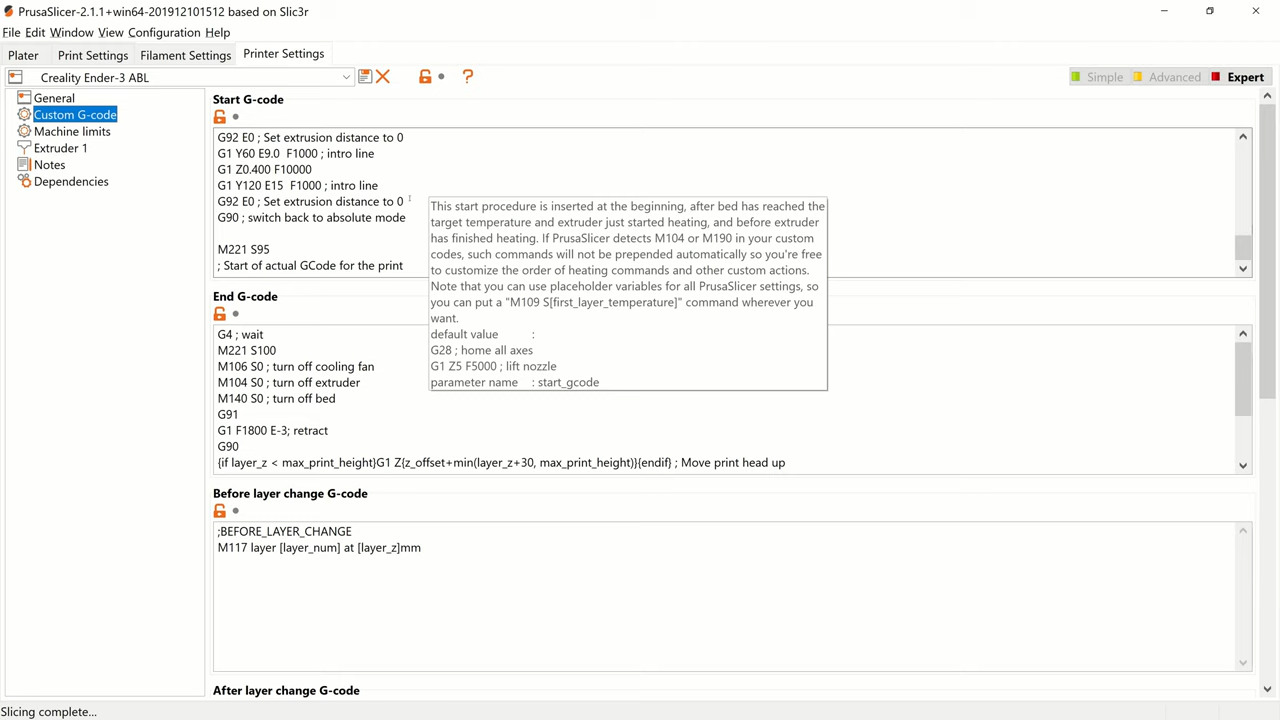 PrusaSlicer-2.1.1+win64-201912101512 based on Slic3r
File Edit Window View Configuration Help
Plater Print Settings Filament Settings Printer Settings
Creality Ender-3 ABL ? Simple Advanced Expert
General
Custom G-code
Machine limits
Extruder 1
Notes
Dependencies
Start G-code
G92 E0 ; Set extrusion distance to 0
G1 Y60 E9.0  F1000 ; intro line
G1 Z0.400 F10000
G1 Y120 E15  F1000 ; intro line
G92 E0 ; Set extrusion distance to 0
G90 ; switch back to absolute mode
M221 S95
; Start of actual GCode for the print
This start procedure is inserted at the beginning, after bed has reached the
target temperature and extruder just started heating, and before extruder
has finished heating. If PrusaSlicer detects M104 or M190 in your custom
codes, such commands will not be prepended automatically so you're free
to customize the order of heating commands and other custom actions.
Note that you can use placeholder variables for all PrusaSlicer settings, so
you can put a "M109 S[first_layer_temperature]" command wherever you
want.
default value :
G28 ; home all axes
G1 Z5 F5000 ; lift nozzle
parameter name : start_gcode
End G-code
G4 ; wait
M221 S100
M106 S0 ; turn off cooling fan
M104 S0 ; turn off extruder
M140 S0 ; turn off bed
G91
G1 F1800 E-3; retract
G90
{if layer_z < max_print_height}G1 Z{z_offset+min(layer_z+30, max_print_height)}{endif} ; Move print head up
Before layer change G-code
;BEFORE_LAYER_CHANGE
M117 layer [layer_num] at [layer_z]mm
After layer change G-code
Slicing complete...